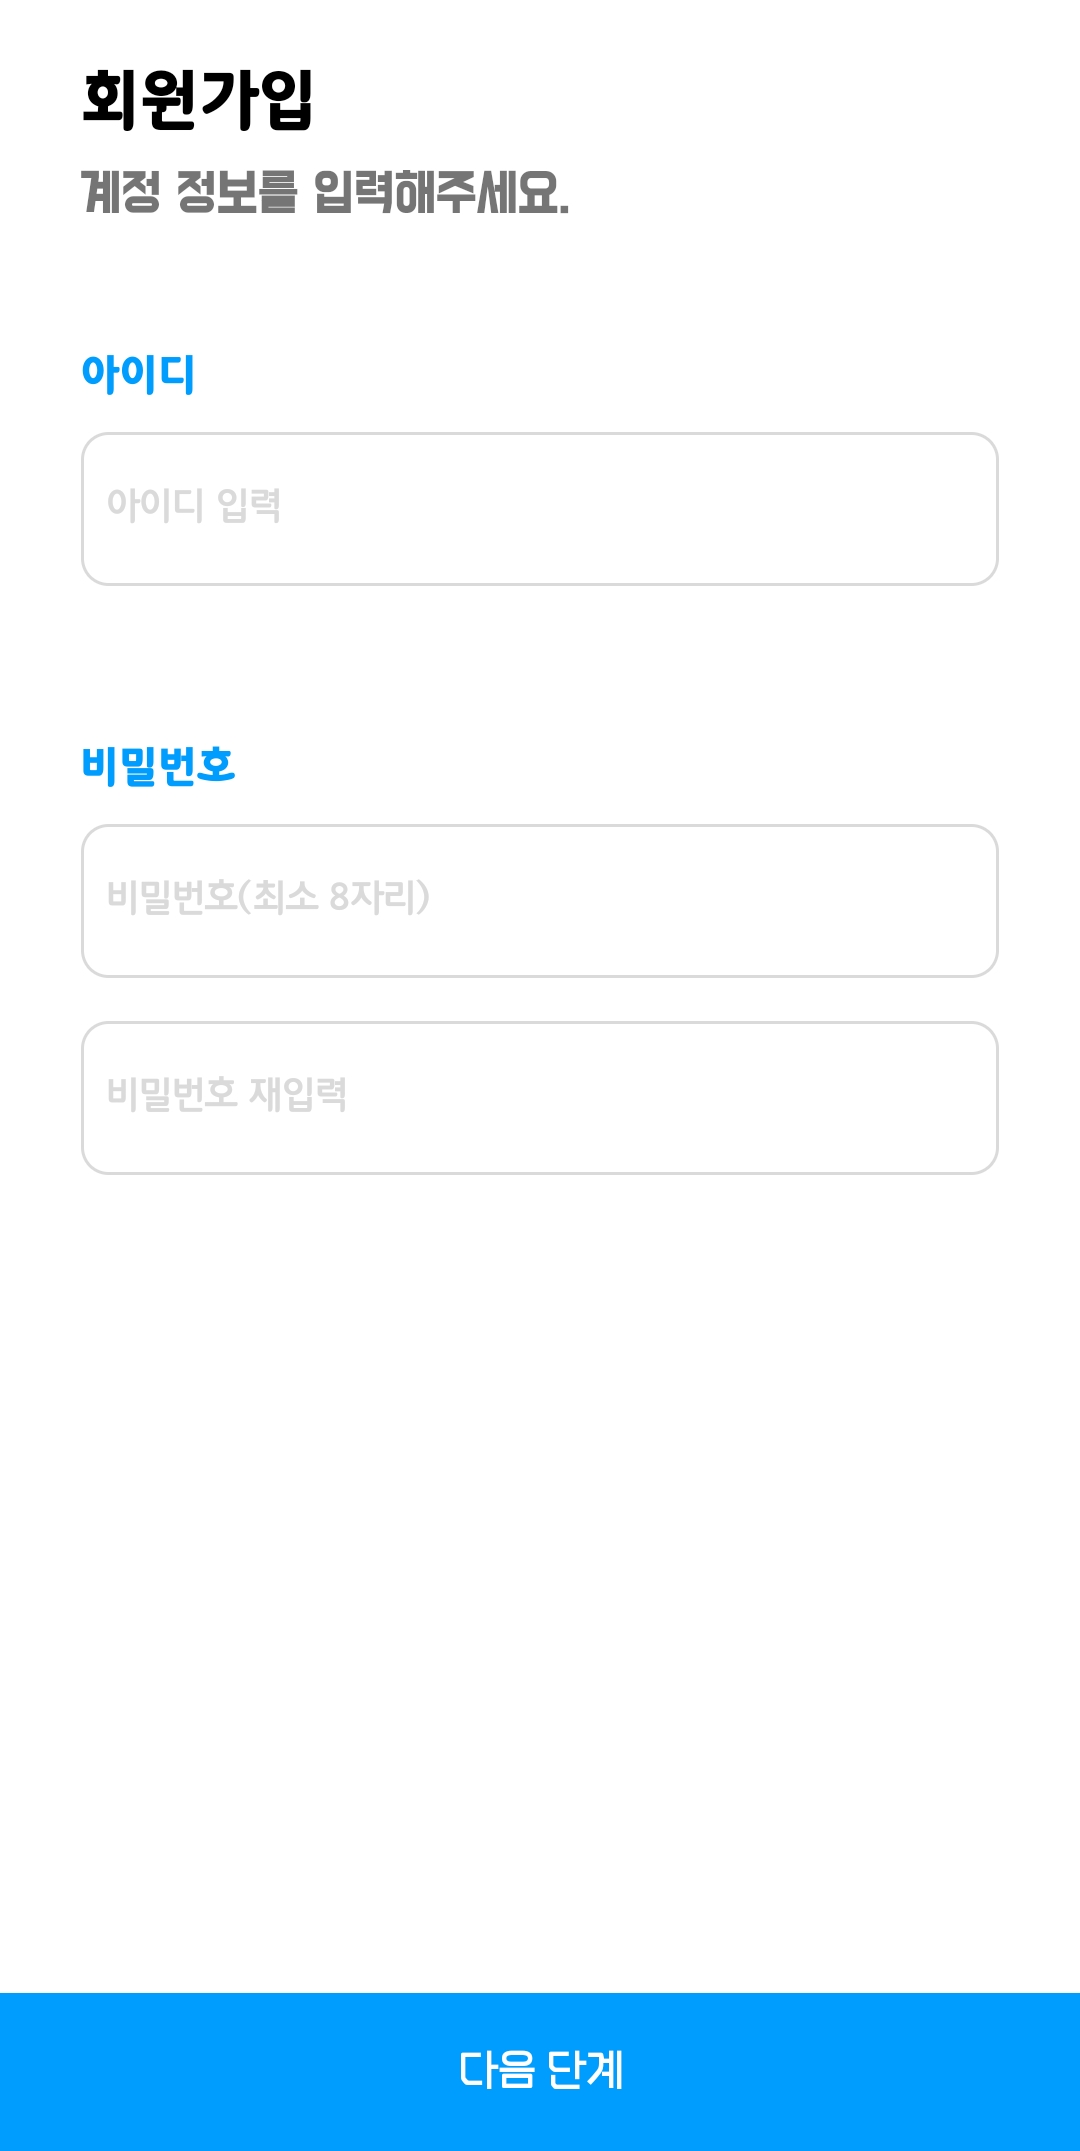 회원가입
계정 정보를 입력해주세요.
아이디
아이디 입력
비밀번호
비밀번호(최소 8자리)
비밀번호 재입력
다음 단계